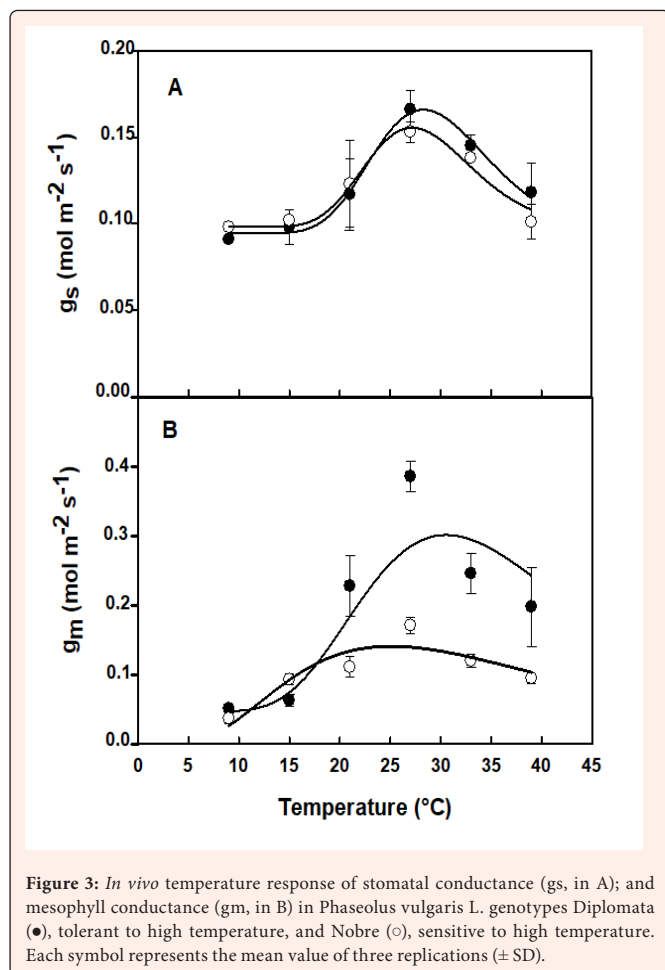 0.20
A
0.15
0.10
0.05
0.00
gs (mol m-2 s-1)
B
0.4
0.3
0.2
0.1
0.0
gm (mol m-2 s-1)
0 5 10 15 20 25 30 35 40 45
Temperature (°C)
Figure 3: In vivo temperature response of stomatal conductance (gs, in A); and
mesophyll conductance (gm, in B) in Phaseolus vulgaris L. genotypes Diplomata
(●), tolerant to high temperature, and Nobre (○), sensitive to high temperature.
Each symbol represents the mean value of three replications (± SD).